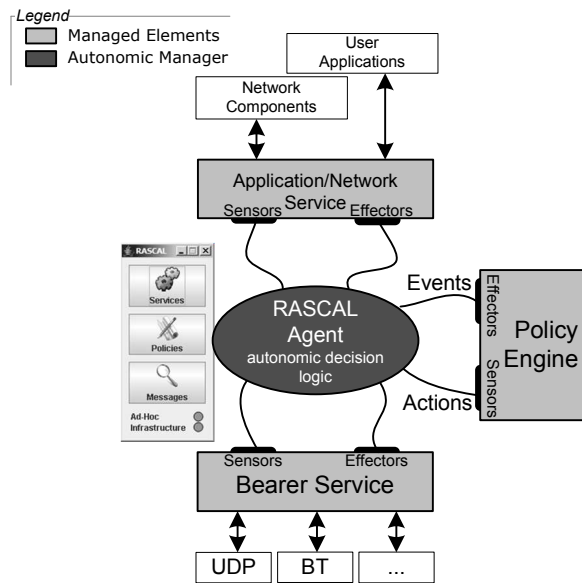 Legend
Managed Elements
Autonomic Manager
User
Applications
Network
Components
Application/Network
Service
Sensors
Effectors
RASCAL
Services
Policies
Messages
Ad-Hoc
Infrastructure
RASCAL
Agent
autonomic decision
logic
Events
Actions
Effectors
Sensors
Policy
Engine
Sensors
Effectors
Bearer Service
UDP
BT
...